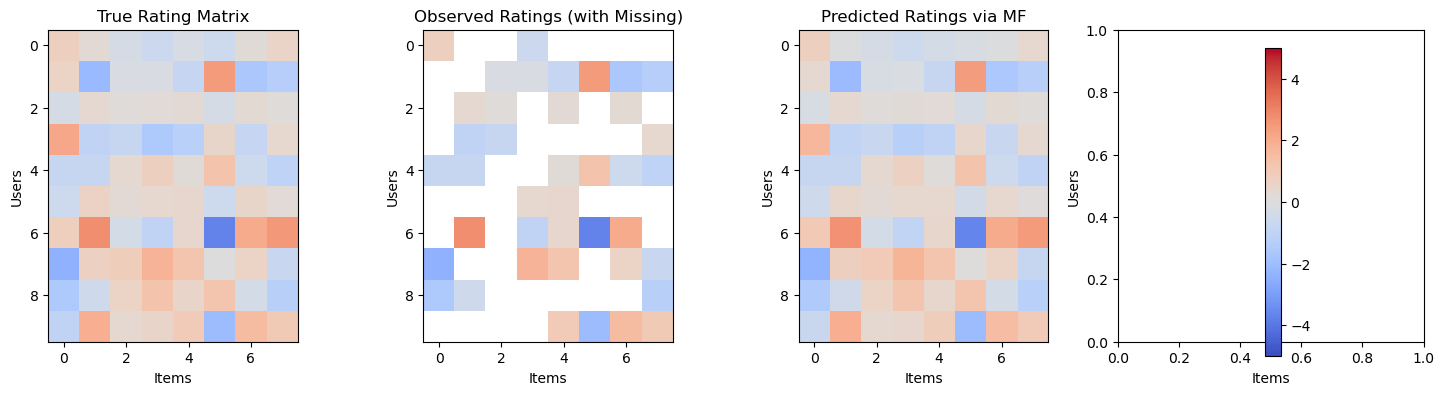 True Rating Matrix
0
2
4
6
8
Users
0 2 4 6
Items
Observed Ratings (with Missing)
0
2
4
6
8
Users
0 2 4 6
Items
Predicted Ratings via MF
0
2
4
6
8
Users
0 2 4 6
Items
1.0
0.8
0.6
0.4
0.2
0.0
Users
0.0 0.2 0.4 0.6 0.8 1.0
Items
4
2
0
−2
−4